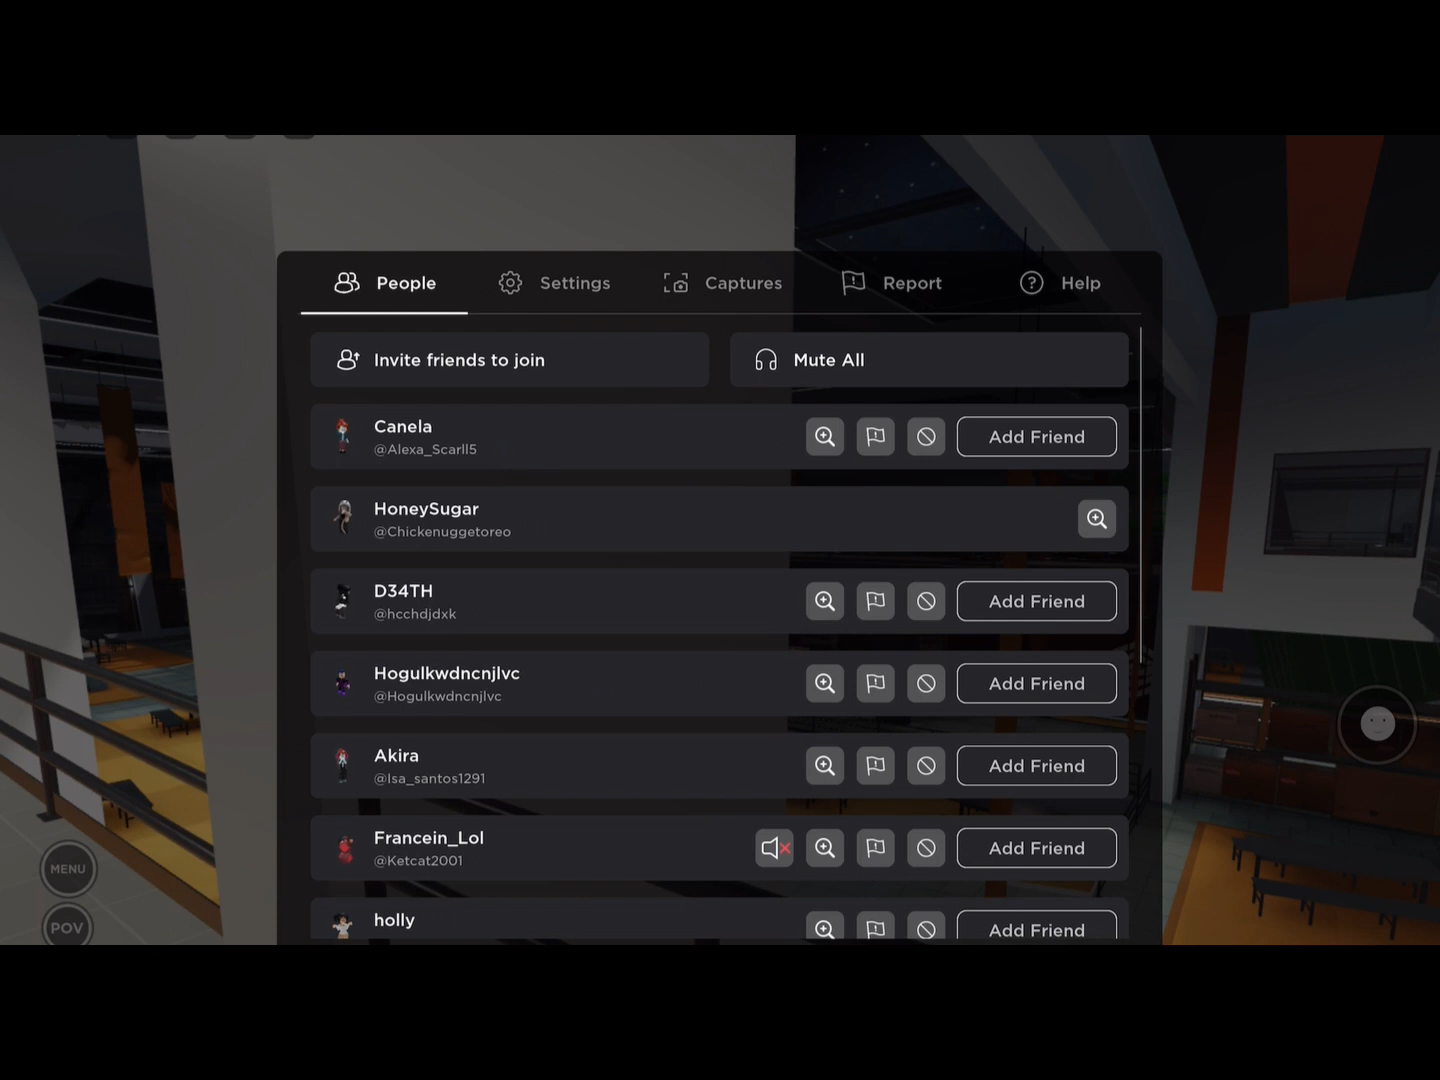 People
Settings
Captures
Report
Help
Invite friends to join
Mute All
Canela
@Alexa_Scarll5
Add Friend
HoneySugar
@Chickenuggetoreo
D34TH
@hcchdjdxk
Add Friend
Hogulkwdncnjlvc
@Hogulkwdncnjlvc
Add Friend
Akira
@Isa_santos1291
Add Friend
Francein_Lol
@Ketcat2001
Add Friend
holly
Add Friend
MENU
POV